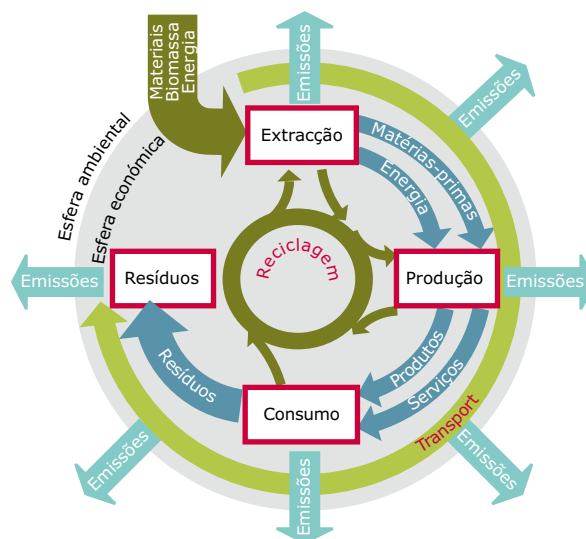 Materiais
Biomassa
Energia
Emissões
Emissões
Esfera ambiental
Esfera económica
Extracção
Matérias-primas
Energia
Reciclagem
Emissões
Resíduos
Produção
Emissões
Resíduos
Produtos
Serviços
Consumo
Transport
Emissões
Emissões
Emissões